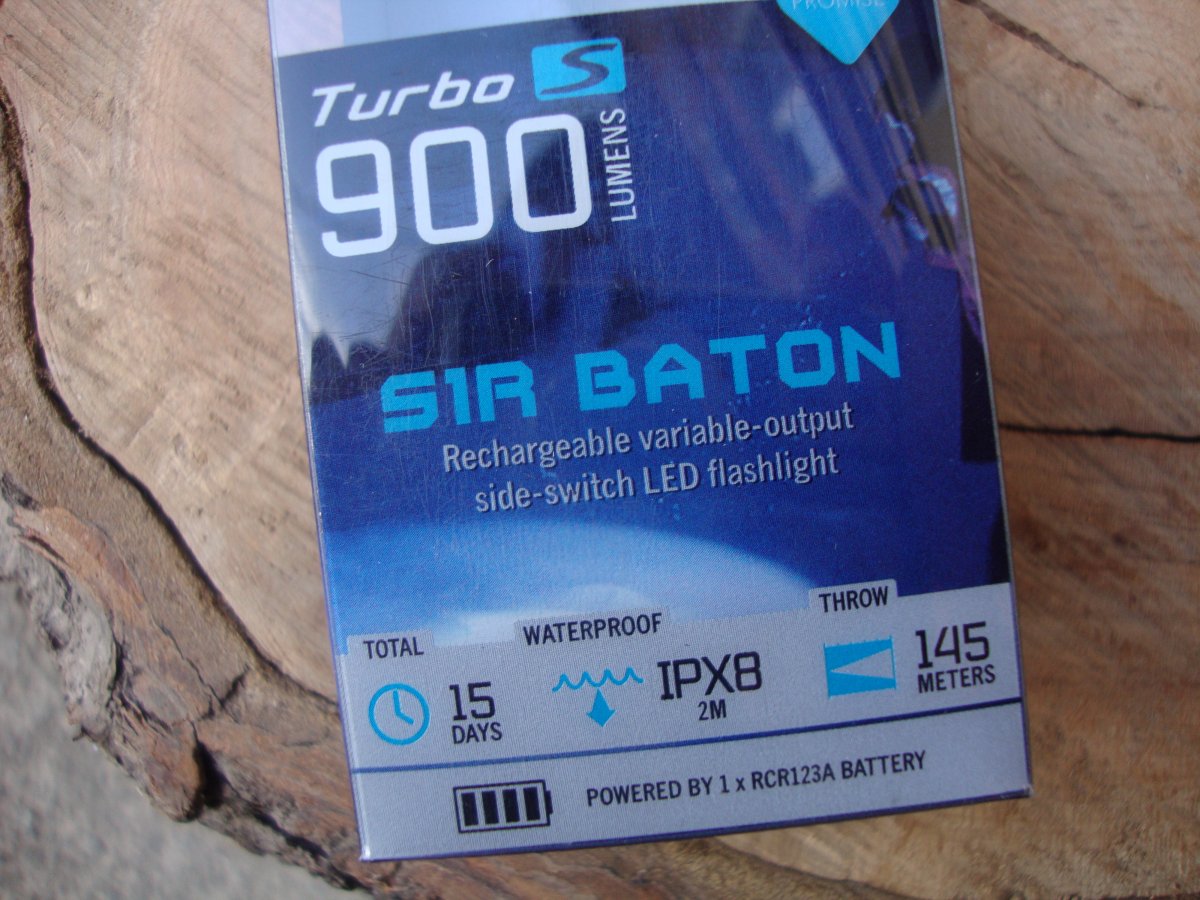 PROMISE
Turbo S
900 LUMENS
S1R BATON
Rechargeable variable-output
side-switch LED flashlight
TOTAL
15
DAYS
WATERPROOF
IPX8
2M
THROW
145
METERS
POWERED BY 1 x RCR123A BATTERY